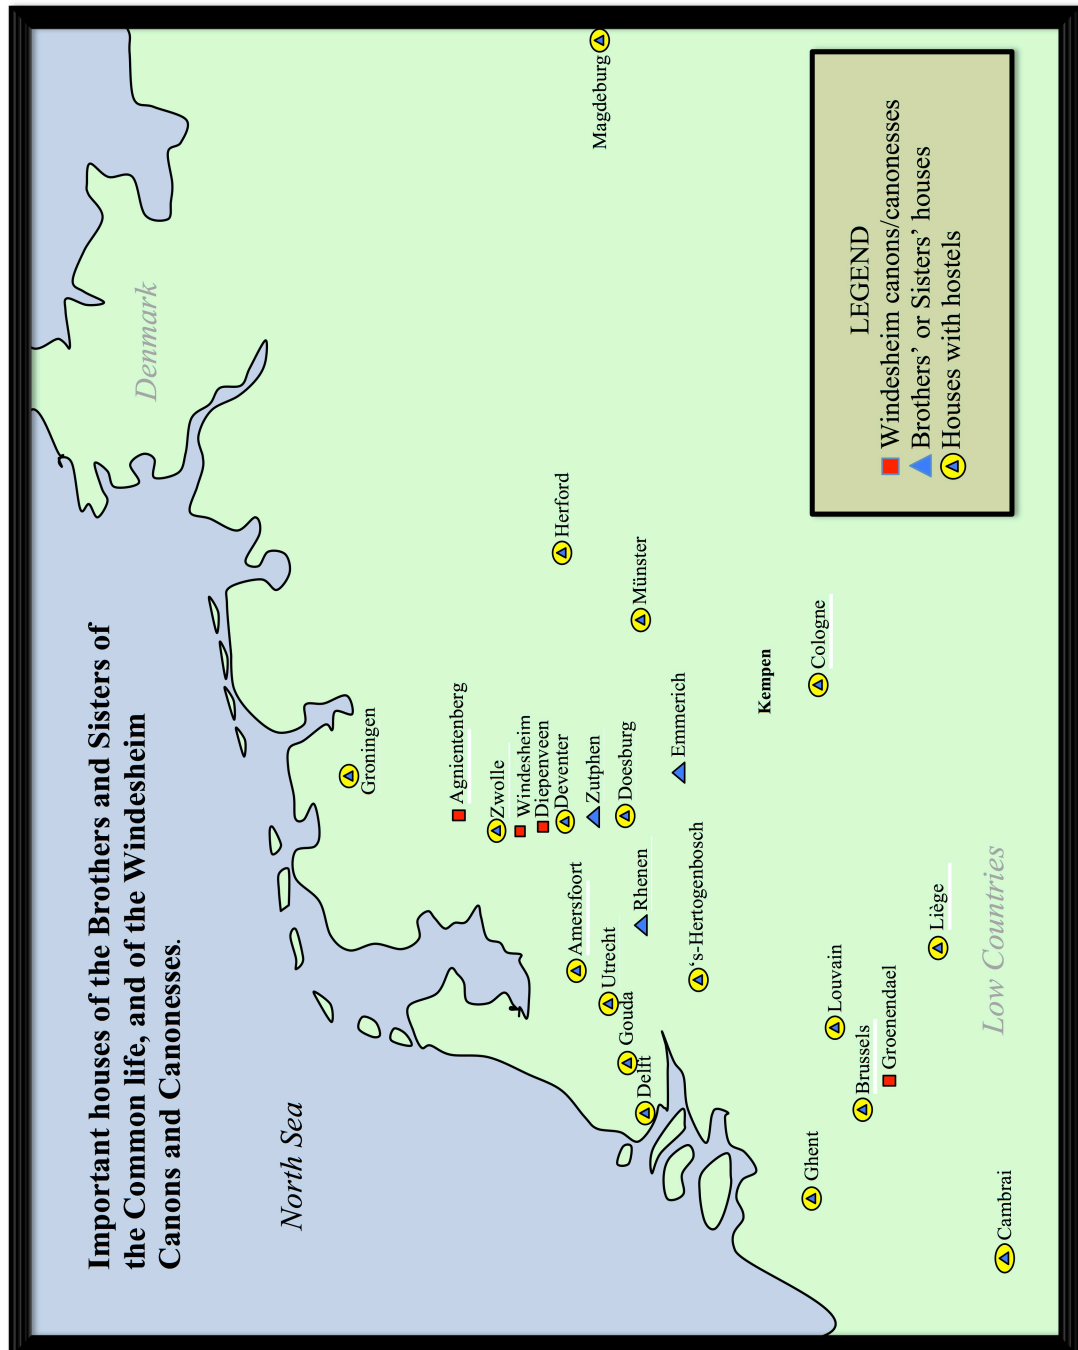 Important houses of the Brothers and Sisters of
the Common life, and of the Windesheim
Canons and Canonesses.
North Sea
Denmark
Magdeburg
Groningen
Agnientenberg
Zwolle
Windesheim
Diepenveen
Deventer
Zutphen
Doesburg
Herford
Münster
Emmerich
Amersfoort
Utrecht
Rhenen
Gouda
Delft
‘s-Hertogenbosch
Kempen
Cologne
Ghent
Louvain
Brussels
Groenendael
Liège
Low Countries
Cambrai
LEGEND
Windesheim canons/canonesses
Brothers’ or Sisters’ houses
Houses with hostels